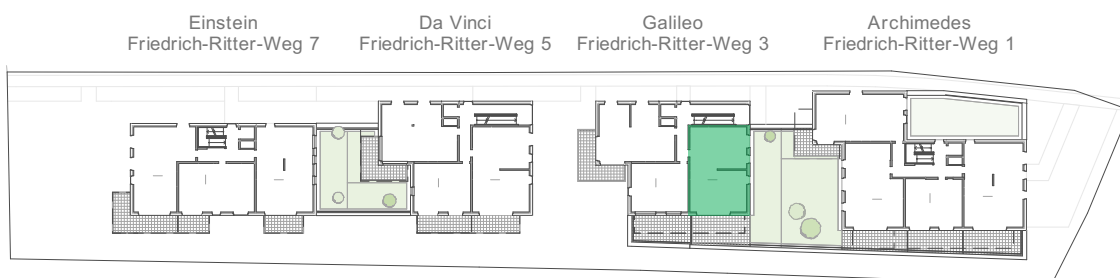 Einstein
Friedrich-Ritter-Weg 7
Da Vinci
Friedrich-Ritter-Weg 5
Galileo
Friedrich-Ritter-Weg 3
Archimedes
Friedrich-Ritter-Weg 1